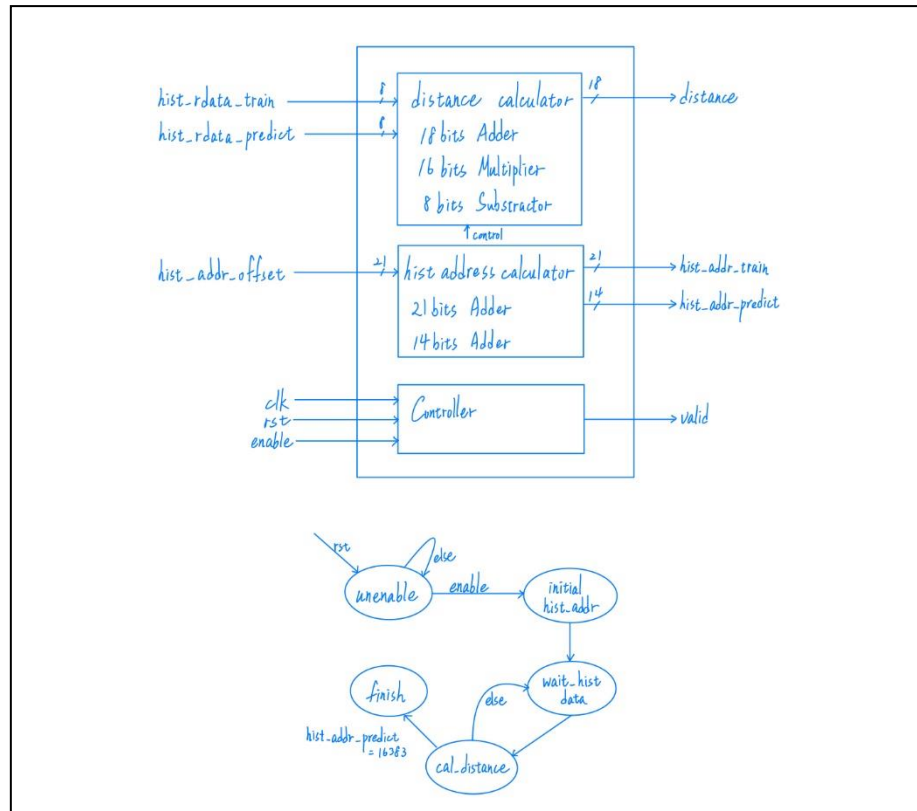 8
18
hist_rdata_train
distance calculator
distance
8
hist_rdata_predict
18 bits Adder
16 bits Multiplier
8 bits Substractor
control
hist_addr_offset
21
hist address calculator
21
hist_addr_train
21 bits Adder
14
hist_addr_predict
14 bits Adder
clk
Controller
rst
valid
enable
rst
else
unenable
enable
initial
hist_addr
finish
else
wait_hist
data
hist_addr_predict
= 16383
cal_distance